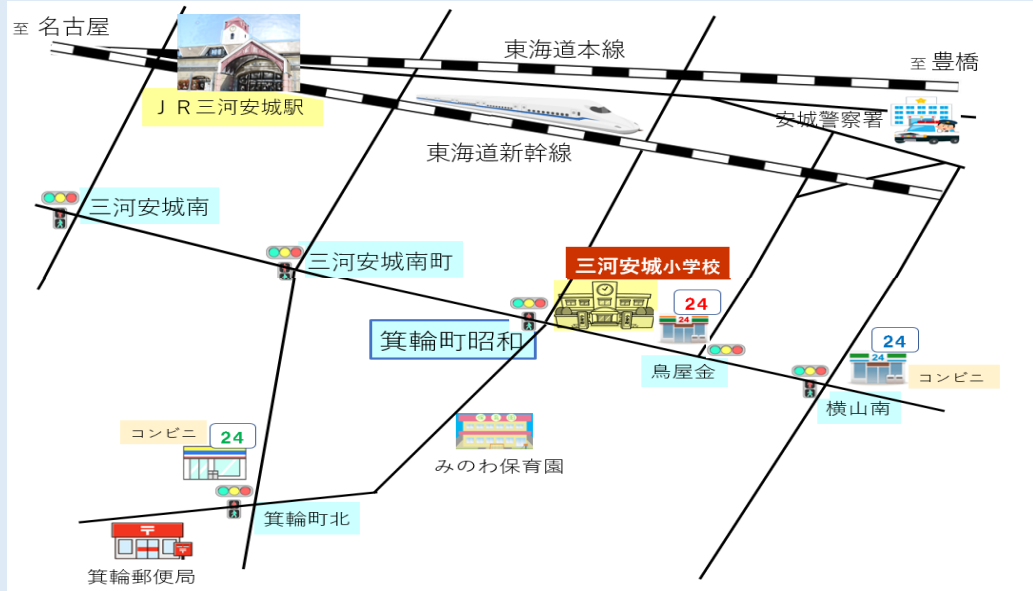 至 名古屋
東海道本線
至 豊橋
JR三河安城駅
安城警察署
東海道新幹線
三河安城南
三河安城南町
三河安城小学校
24
24
箕輪町昭和
24
24
鳥屋金
コンビニ
横山南
コンビニ
24
みのわ保育園
箕輪町北
〒
箕輪郵便局